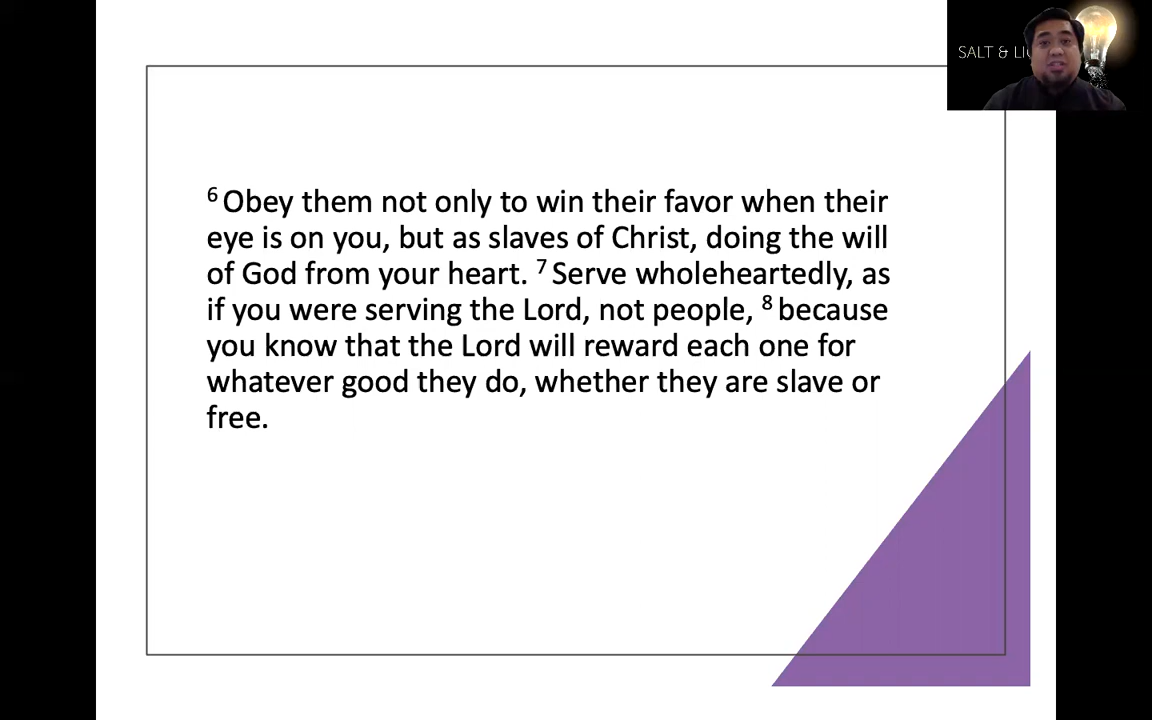 SALT & LI
⁶ Obey them not only to win their favor when their
eye is on you, but as slaves of Christ, doing the will
of God from your heart. ⁷ Serve wholeheartedly, as
if you were serving the Lord, not people, ⁸ because
you know that the Lord will reward each one for
whatever good they do, whether they are slave or
free.